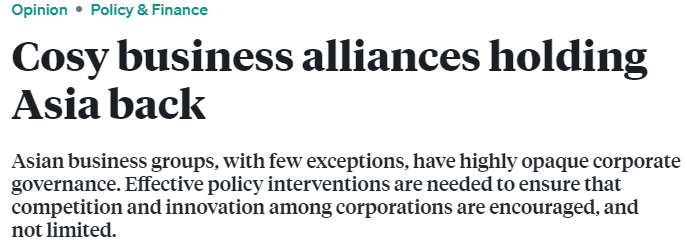 Opinion • Policy & Finance
Cosy business alliances holding
Asia back
Asian business groups, with few exceptions, have highly opaque corporate
governance. Effective policy interventions are needed to ensure that
competition and innovation among corporations are encouraged, and
not limited.